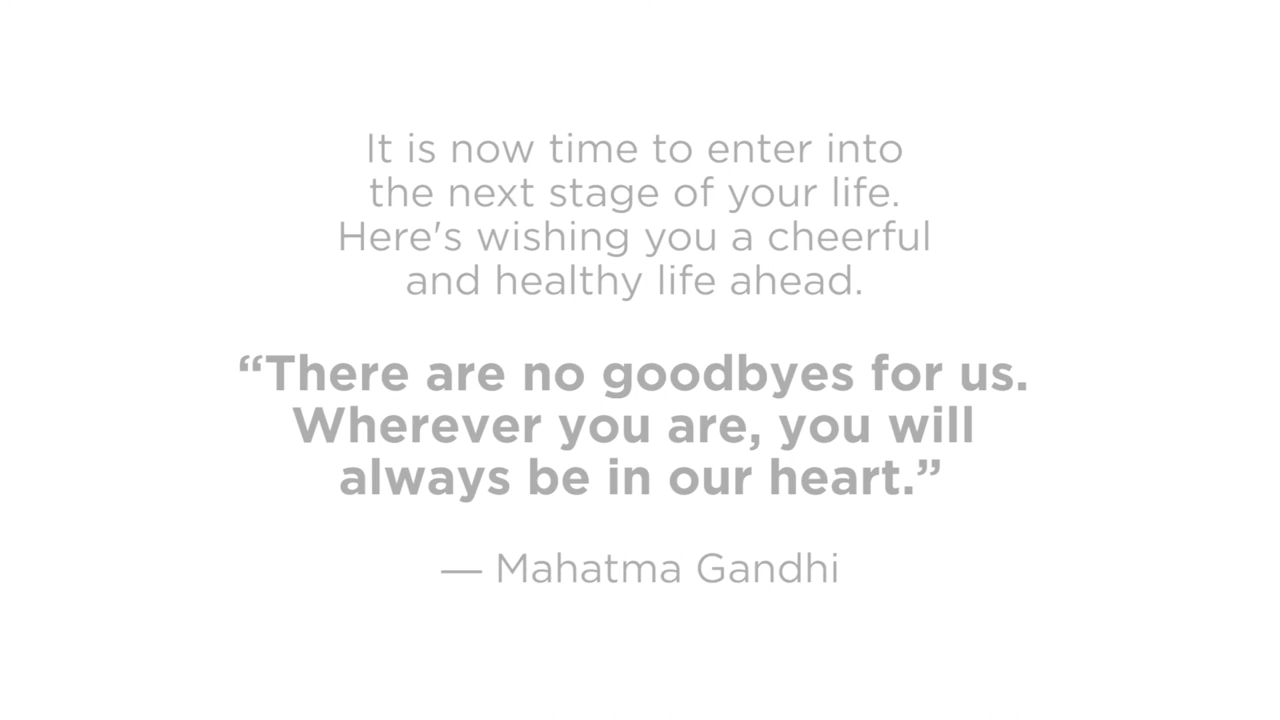 It is now time to enter into
the next stage of your life.
Here's wishing you a cheerful
and healthy life ahead.
“There are no goodbyes for us.
Wherever you are, you will
always be in our heart.”
— Mahatma Gandhi